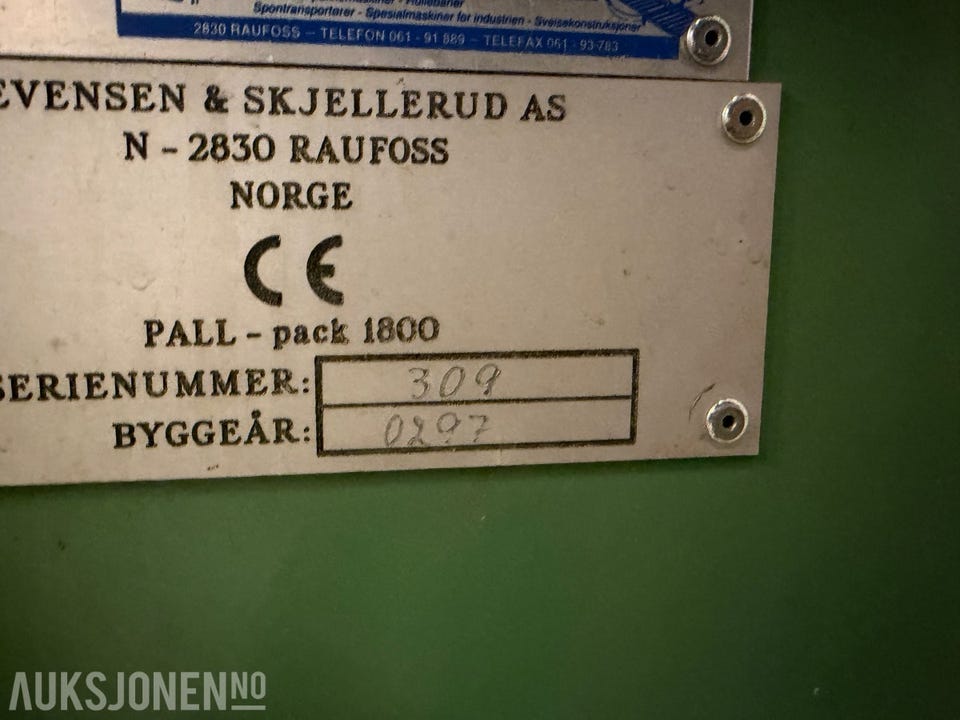 Spontransportører - Spesialmaskiner for industrien - Sveisekonstruksjoner
2830 RAUFOSS – TELEFON 061 - 91 889 – TELEFAX 061 - 93 783
EVENSEN & SKJELLERUD AS
N - 2830 RAUFOSS
NORGE
CE
PALL - pack 1800
SERIENUMMER: 309
BYGGEÅR: 0297
AUKSJONEN NO